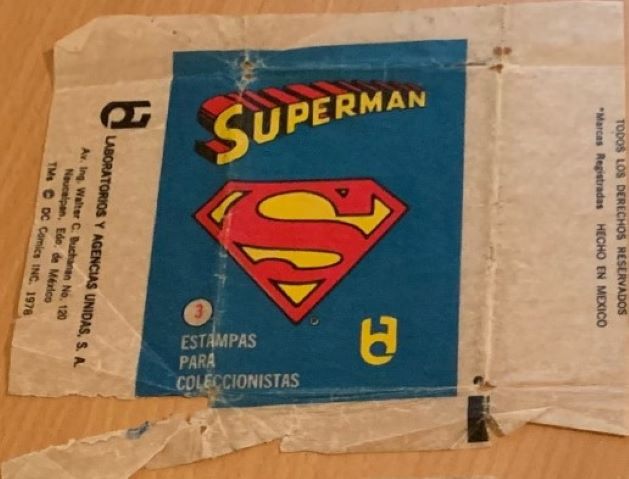 SUPERMAN
3
ESTAMPAS
PARA
COLECCIONISTAS
LABORATORIOS Y AGENCIAS UNIDAS, S. A.
Av. Ing. Walter C. Buchanan No. 120
Naucalpan, Edo. de México
TMs © DC Comics INC. 1978
TODOS LOS DERECHOS RESERVADOS
*Marcas Registradas HECHO EN MEXICO